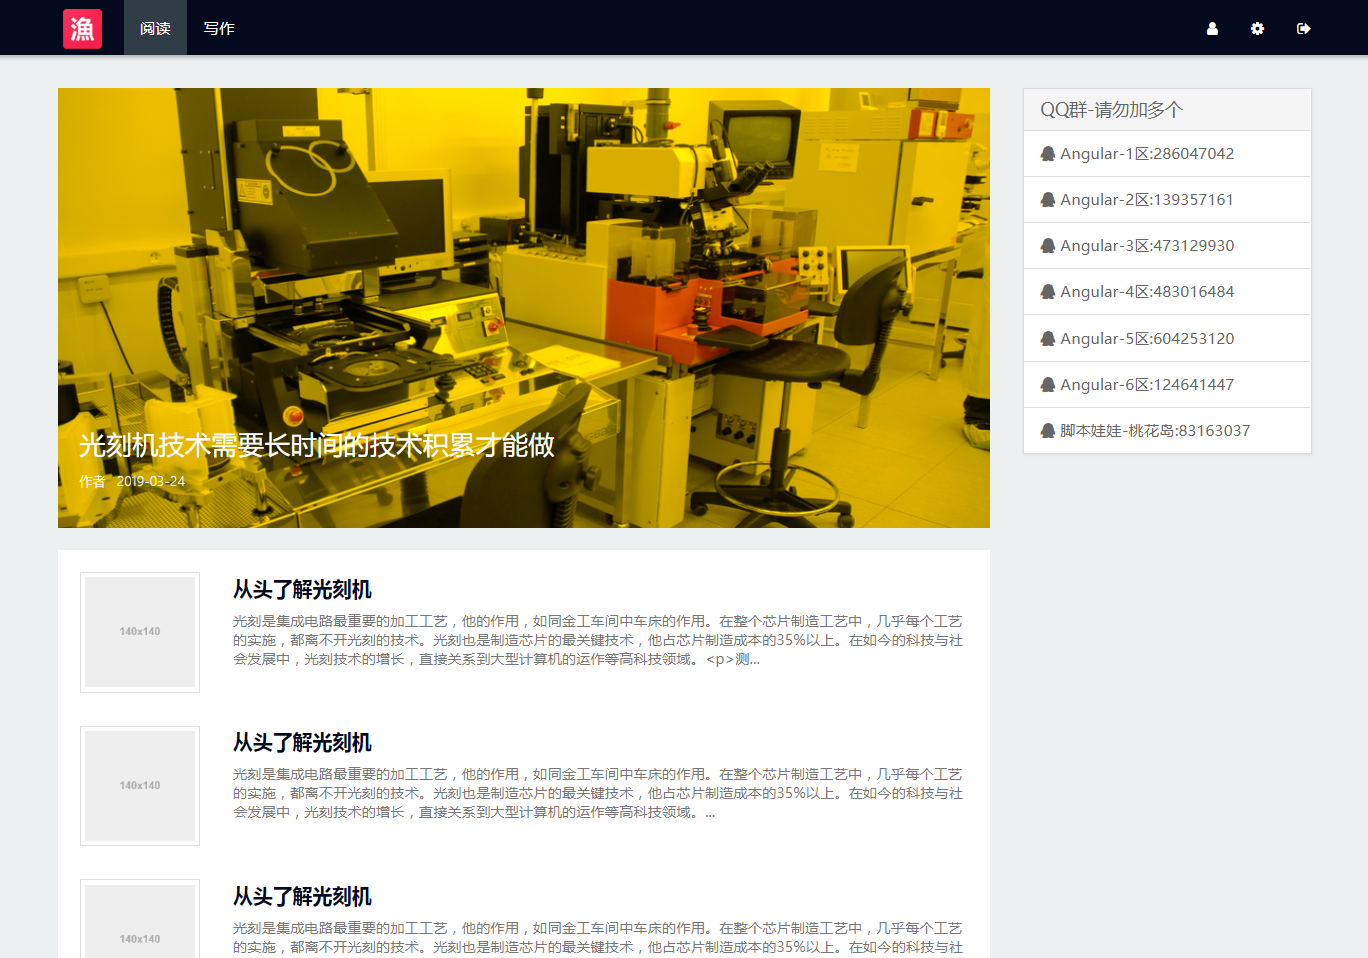 漁 阅读 写作
光刻机技术需要长时间的技术积累才能做
作者 2019-03-24
QQ群-请勿加多个
Angular-1区:286047042
Angular-2区:139357161
Angular-3区:473129930
Angular-4区:483016484
Angular-5区:604253120
Angular-6区:124641447
脚本娃娃-桃花岛:83163037
140x140
从头了解光刻机
光刻是集成电路最重要的加工工艺，他的作用，如同金工车间中车床的作用。在整个芯片制造工艺中，几乎每个工艺
的实施，都离不开光刻的技术。光刻也是制造芯片的最关键技术，他占芯片制造成本的35%以上。在如今的科技与社
会发展中，光刻技术的增长，直接关系到大型计算机的运作等高科技领域。<p>测...
140x140
从头了解光刻机
光刻是集成电路最重要的加工工艺，他的作用，如同金工车间中车床的作用。在整个芯片制造工艺中，几乎每个工艺
的实施，都离不开光刻的技术。光刻也是制造芯片的最关键技术，他占芯片制造成本的35%以上。在如今的科技与社
会发展中，光刻技术的增长，直接关系到大型计算机的运作等高科技领域。...
140x140
从头了解光刻机
光刻是集成电路最重要的加工工艺，他的作用，如同金工车间中车床的作用。在整个芯片制造工艺中，几乎每个工艺
的实施，都离不开光刻的技术。光刻也是制造芯片的最关键技术，他占芯片制造成本的35%以上。在如今的科技与社